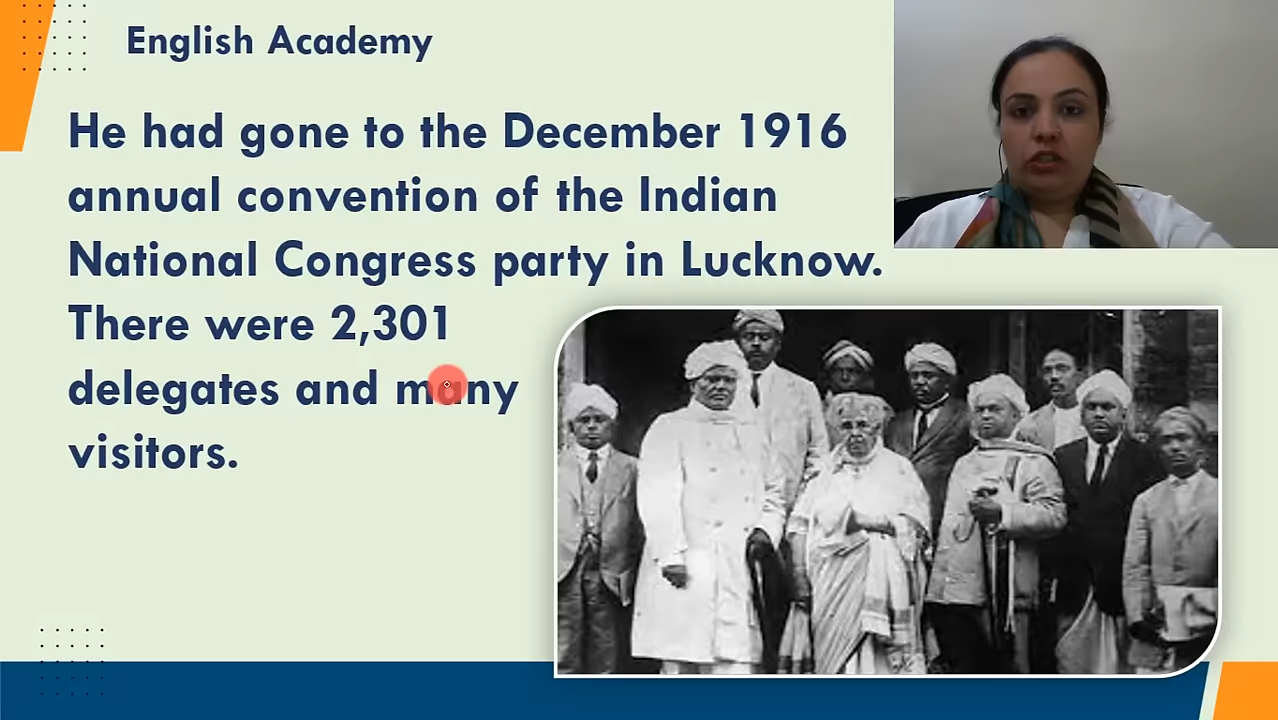 English Academy
He had gone to the December 1916
annual convention of the Indian
National Congress party in Lucknow.
There were 2,301
delegates and many
visitors.